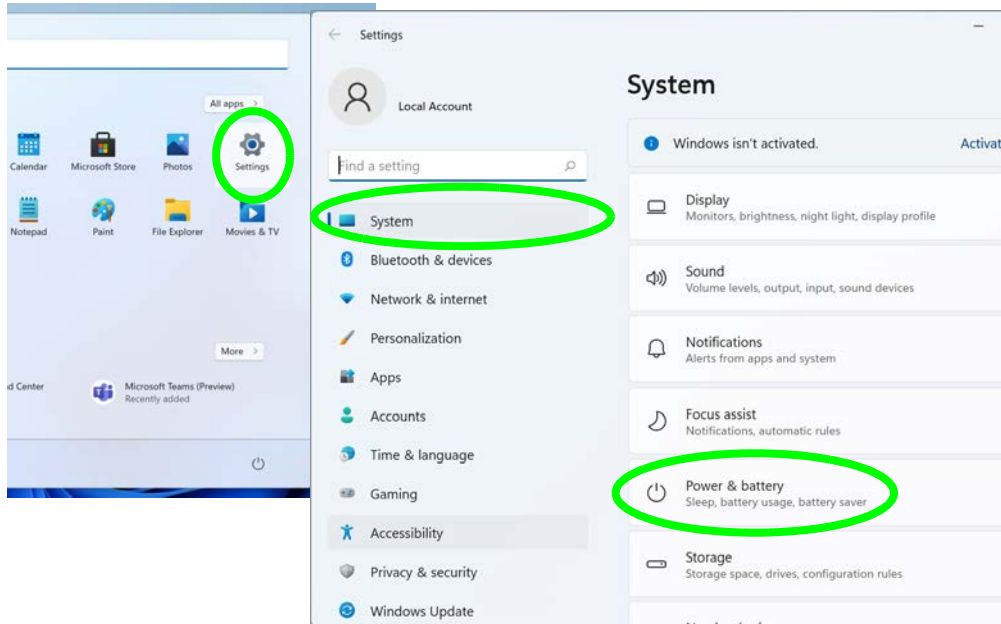 All apps >
Calendar
Microsoft Store
Photos
Settings
Notepad
Paint
File Explorer
Movies & TV
More >
d Center
Microsoft Teams (Preview)
Recently added
Settings
Local Account
Find a setting
System
Bluetooth & devices
Network & internet
Personalization
Apps
Accounts
Time & language
Gaming
Accessibility
Privacy & security
Windows Update
System
Windows isn't activated.
Activat
Display
Monitors, brightness, night light, display profile
Sound
Volume levels, output, input, sound devices
Notifications
Alerts from apps and system
Focus assist
Notifications, automatic rules
Power & battery
Sleep, battery usage, battery saver
Storage
Storage space, drives, configuration rules